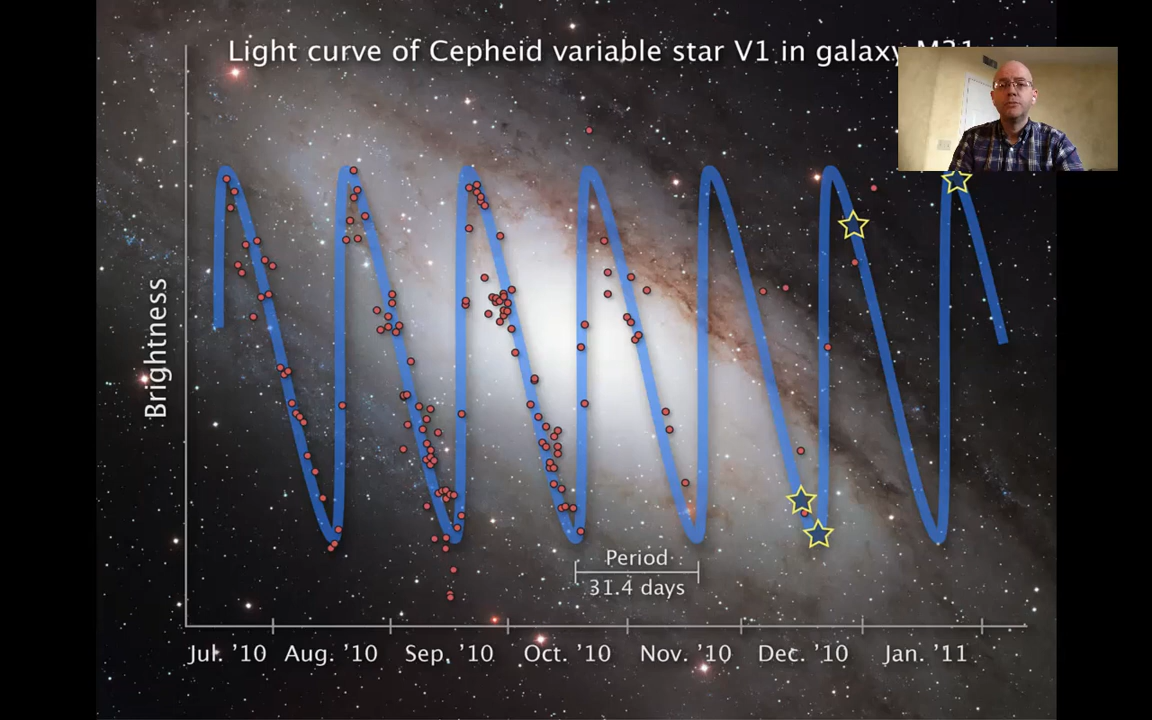 Light curve of Cepheid variable star V1 in galaxy
Brightness
Period
31.4 days
Jul. '10 Aug. '10 Sep. '10 Oct. '10 Nov. '10 Dec. '10 Jan. '11